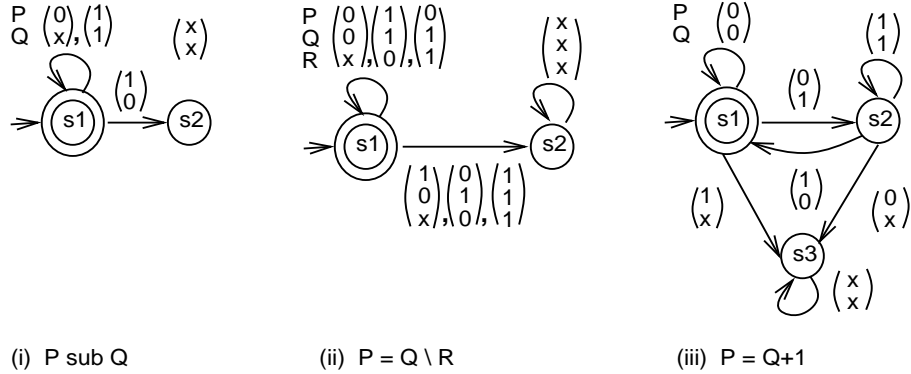 P (0 x), (1 1) (x x)
Q
(1 0)
s1 s2
(i) P sub Q
P (0 0 x), (1 1 0), (0 1 1) (x x x)
Q
R
s1 s2
(1 0 x), (0 1 0), (1 1 1)
(ii) P = Q \ R
P (0 0) (1 1)
Q
(0 1)
s1 s2
(1 x) (1 0) (0 x)
s3
(x x)
(iii) P = Q+1